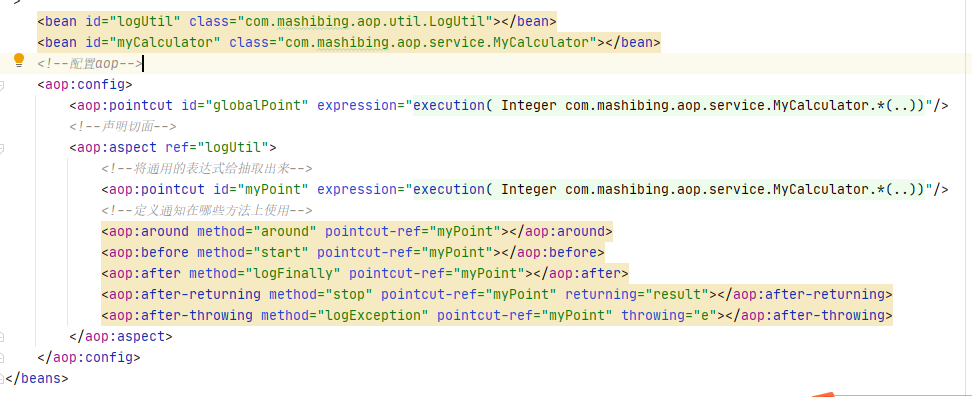 >
<bean id="logUtil" class="com.mashibing.aop.util.LogUtil"></bean>
<bean id="myCalculator" class="com.mashibing.aop.service.MyCalculator"></bean>
<!--配置aop-->
<aop:config>
<aop:pointcut id="globalPoint" expression="execution( Integer com.mashibing.aop.service.MyCalculator.*(..))"/>
<!--声明切面-->
<aop:aspect ref="logUtil">
<!--将通用的表达式给抽取出来-->
<aop:pointcut id="myPoint" expression="execution( Integer com.mashibing.aop.service.MyCalculator.*(..))"/>
<!--定义通知在哪些方法上使用-->
<aop:around method="around" pointcut-ref="myPoint"></aop:around>
<aop:before method="start" pointcut-ref="myPoint"></aop:before>
<aop:after method="logFinally" pointcut-ref="myPoint"></aop:after>
<aop:after-returning method="stop" pointcut-ref="myPoint" returning="result"></aop:after-returning>
<aop:after-throwing method="logException" pointcut-ref="myPoint" throwing="e"></aop:after-throwing>
</aop:aspect>
</aop:config>
</beans>